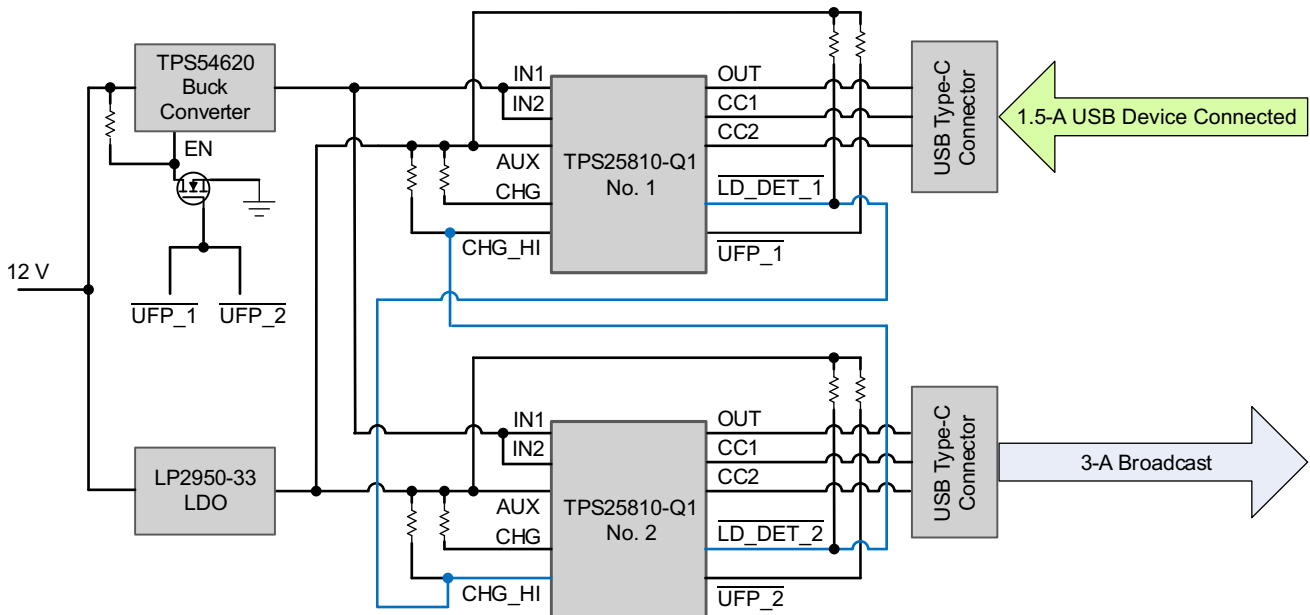 TPS54620
Buck
Converter
EN
12 V
UFP_1
UFP_2
LP2950-33
LDO
IN1
IN2
AUX
CHG
CHG_HI
TPS25810-Q1
No. 1
OUT
CC1
CC2
LD_DET_1
UFP_1
USB Type-C
Connector
1.5-A USB Device Connected
IN1
IN2
AUX
CHG
CHG_HI
TPS25810-Q1
No. 2
OUT
CC1
CC2
LD_DET_2
UFP_2
USB Type-C
Connector
3-A Broadcast